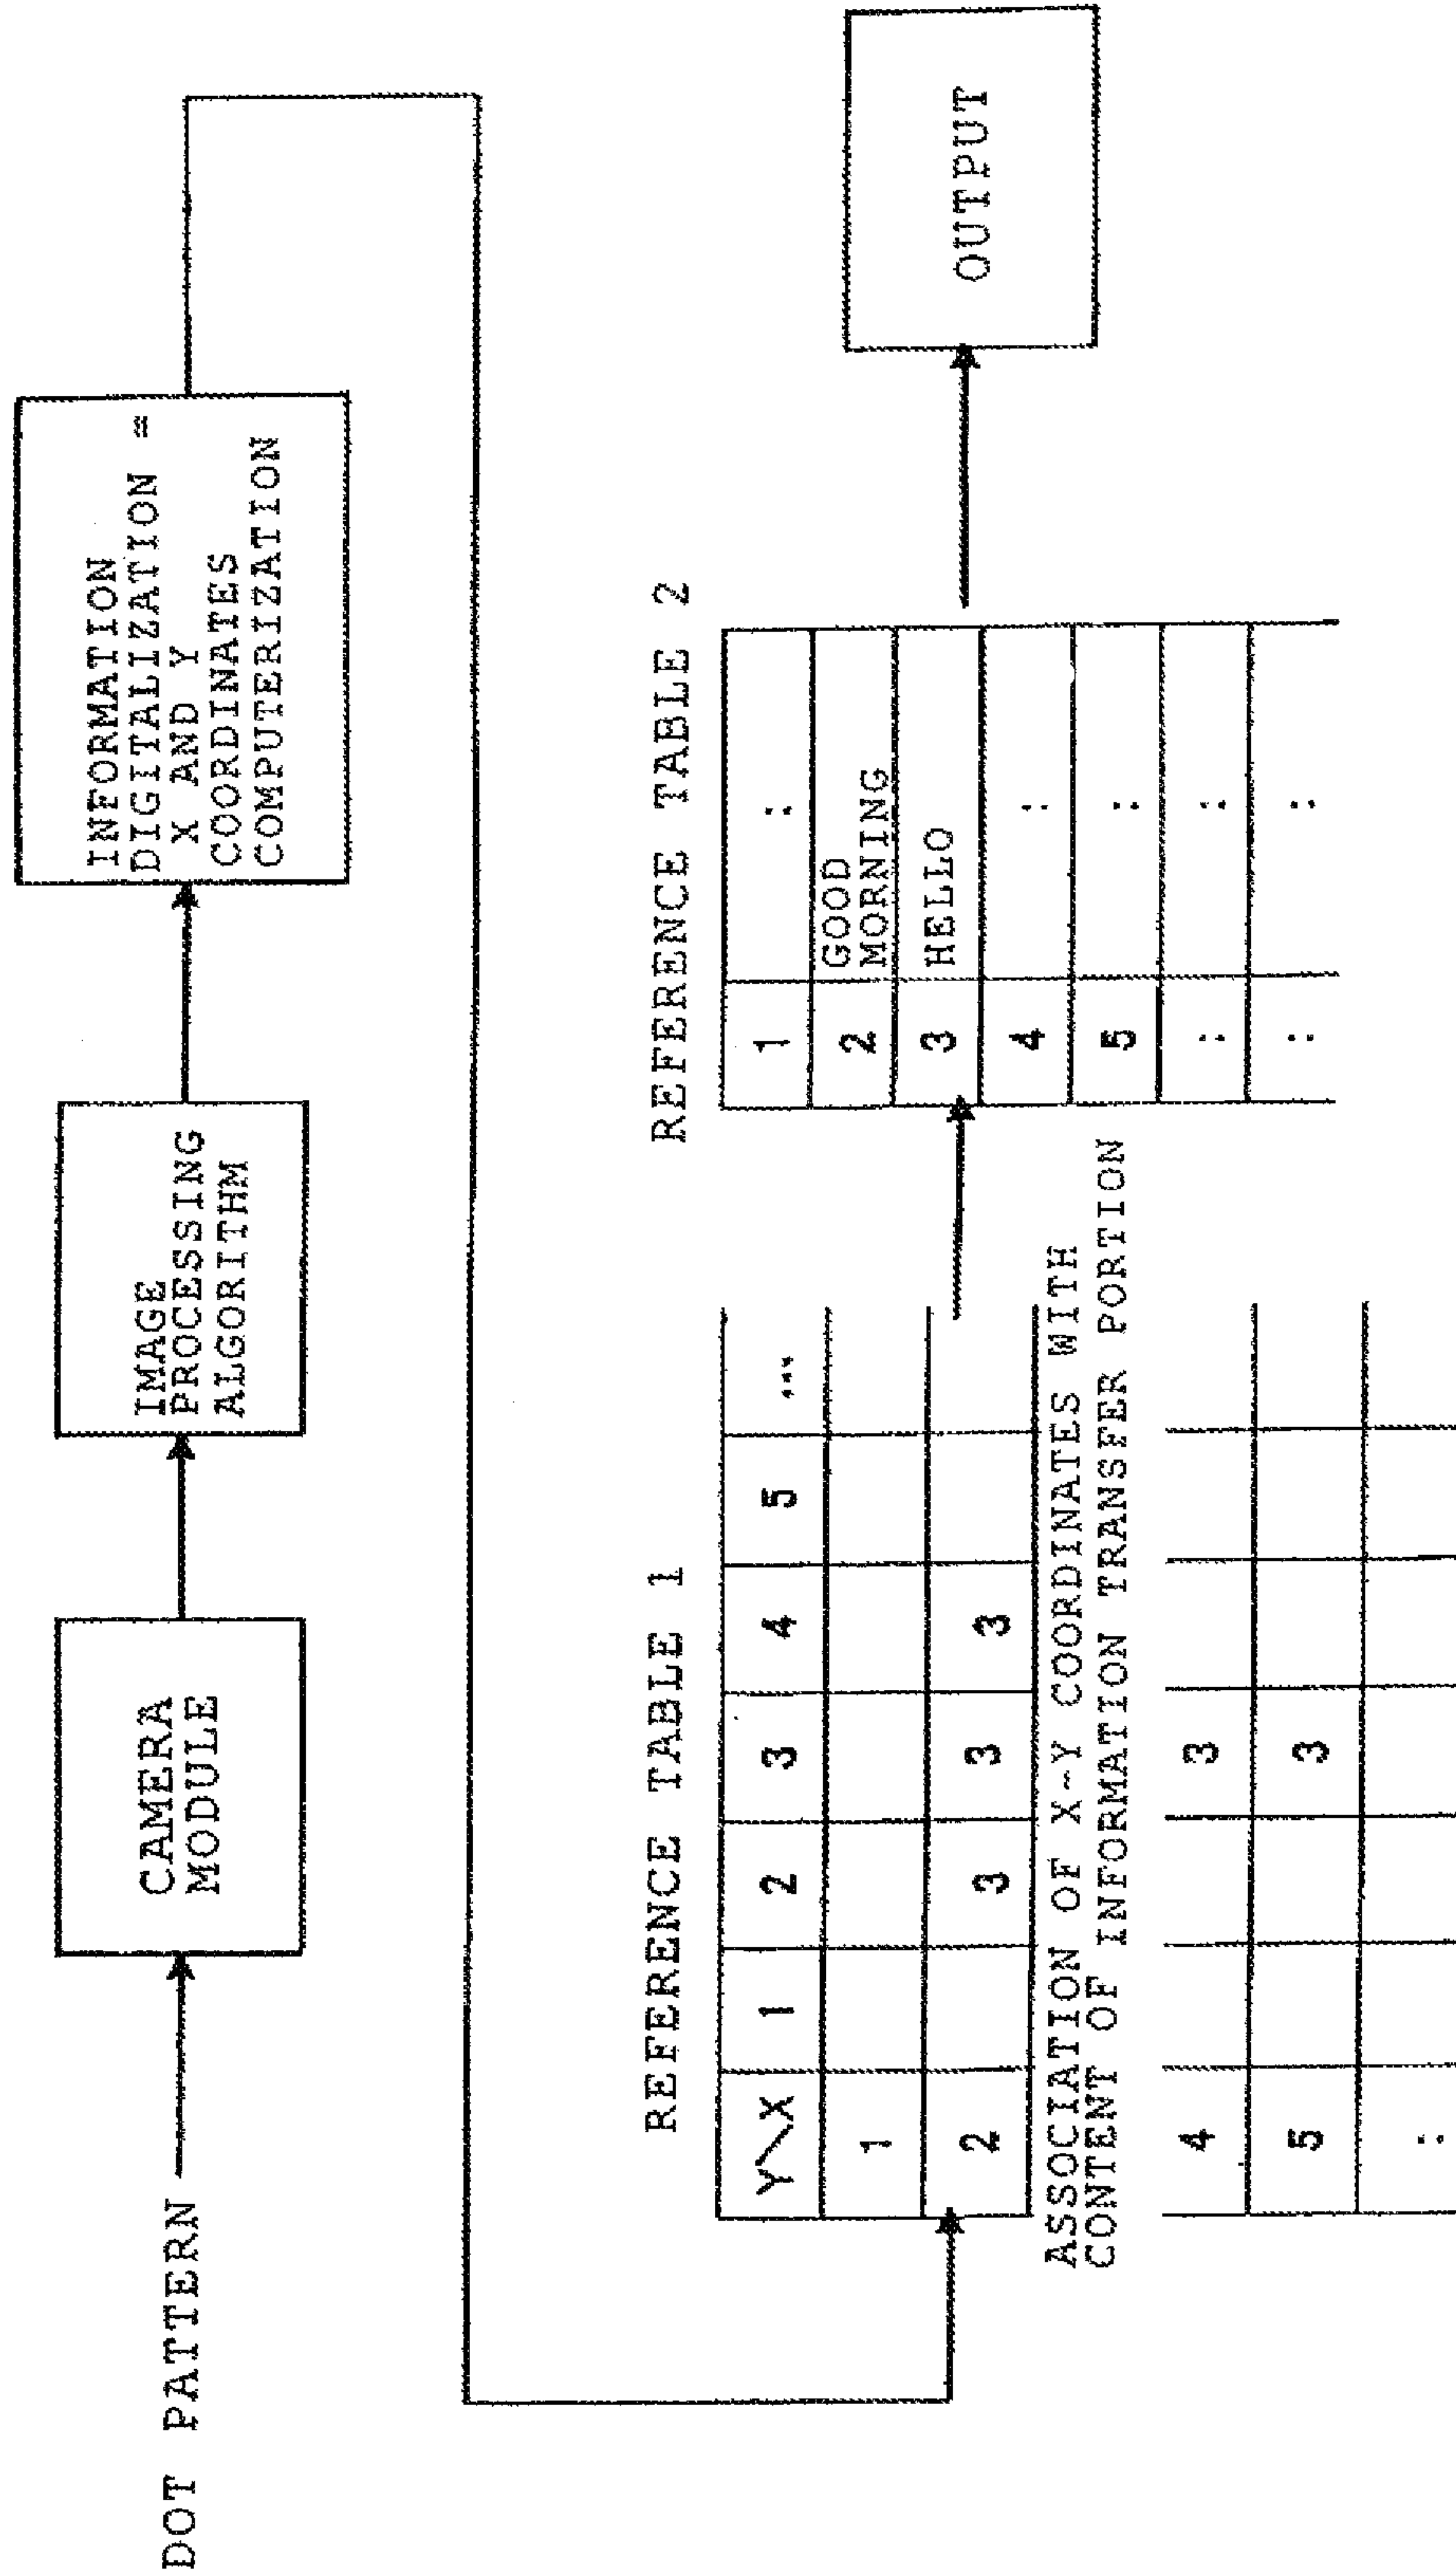 DOT PATTERN
CAMERA
MODULE
IMAGE
PROCESSING
ALGORITHM
INFORMATION
DIGITALIZATION =
X AND Y
COORDINATES
COMPUTERIZATION
REFERENCE TABLE 1
Y\X 1 2 3 4 5 ...
1
2 3 3 3
ASSOCIATION OF X-Y COORDINATES WITH
CONTENT OF INFORMATION TRANSFER PORTION
4 3
5 3
:
REFERENCE TABLE 2
1 :
2 GOOD
MORNING
3 HELLO
4 :
5 :
: :
: :
OUTPUT